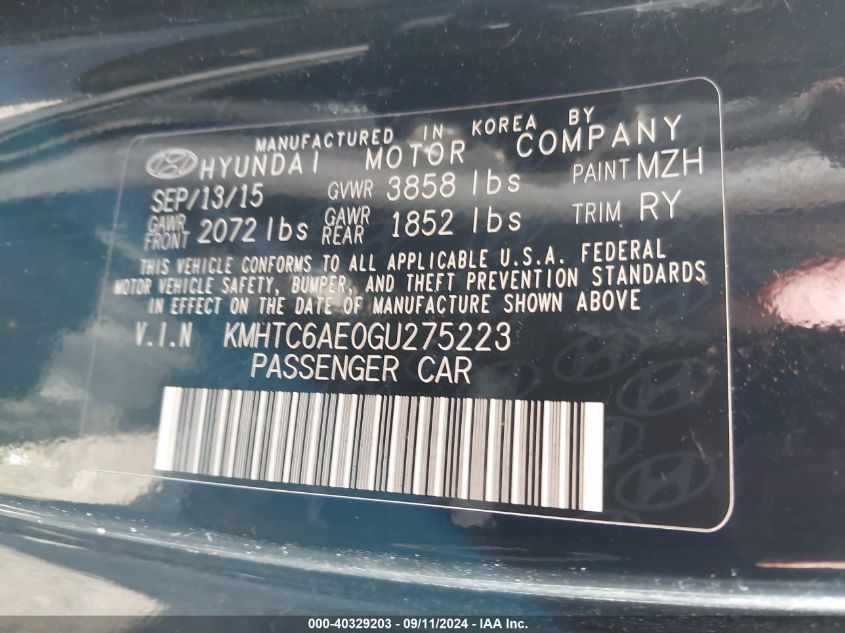 MANUFACTURED IN KOREA BY
HYUNDAI MOTOR COMPANY
SEP/13/15 GVWR 3858 lbs PAINT MZH
GAWR FRONT 2072 lbs GAWR REAR 1852 lbs TRIM RY
THIS VEHICLE CONFORMS TO ALL APPLICABLE U.S.A. FEDERAL
MOTOR VEHICLE SAFETY, BUMPER, AND THEFT PREVENTION STANDARDS
IN EFFECT ON THE DATE OF MANUFACTURE SHOWN ABOVE
V.I.N KMHTC6AE0GU275223
PASSENGER CAR
000-40329203 - 09/11/2024 - IAA Inc.